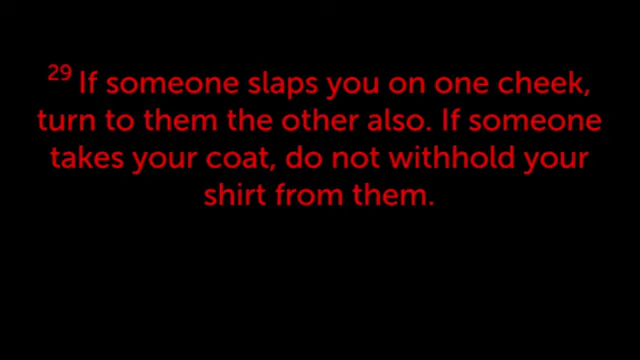 29 If someone slaps you on one cheek,
turn to them the other also. If someone
takes your coat, do not withhold your
shirt from them.